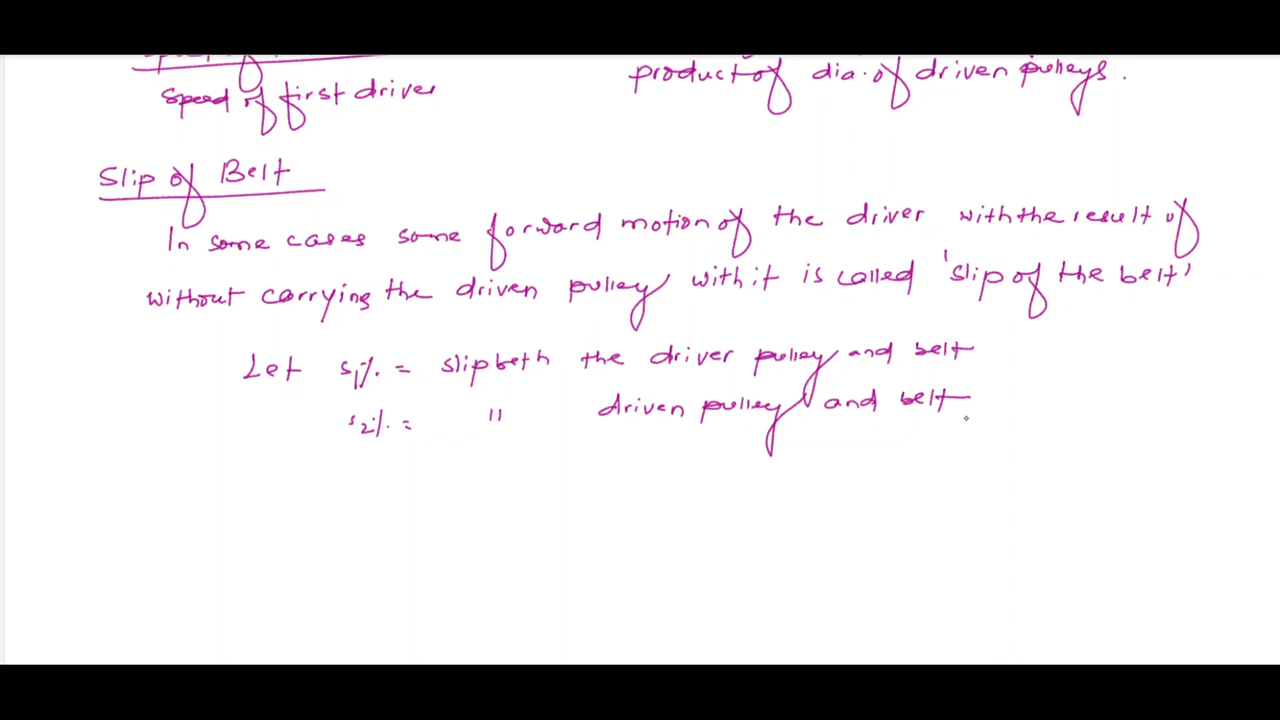 speed of first driver
product of dia. of driven pulleys.
Slip of Belt
In some cases some forward motion of the driver with the result of
without carrying the driven pulley with it is called 'slip of the belt'
Let s1%. = slip beth the driver pulley and belt
s2%. = " driven pulley and belt